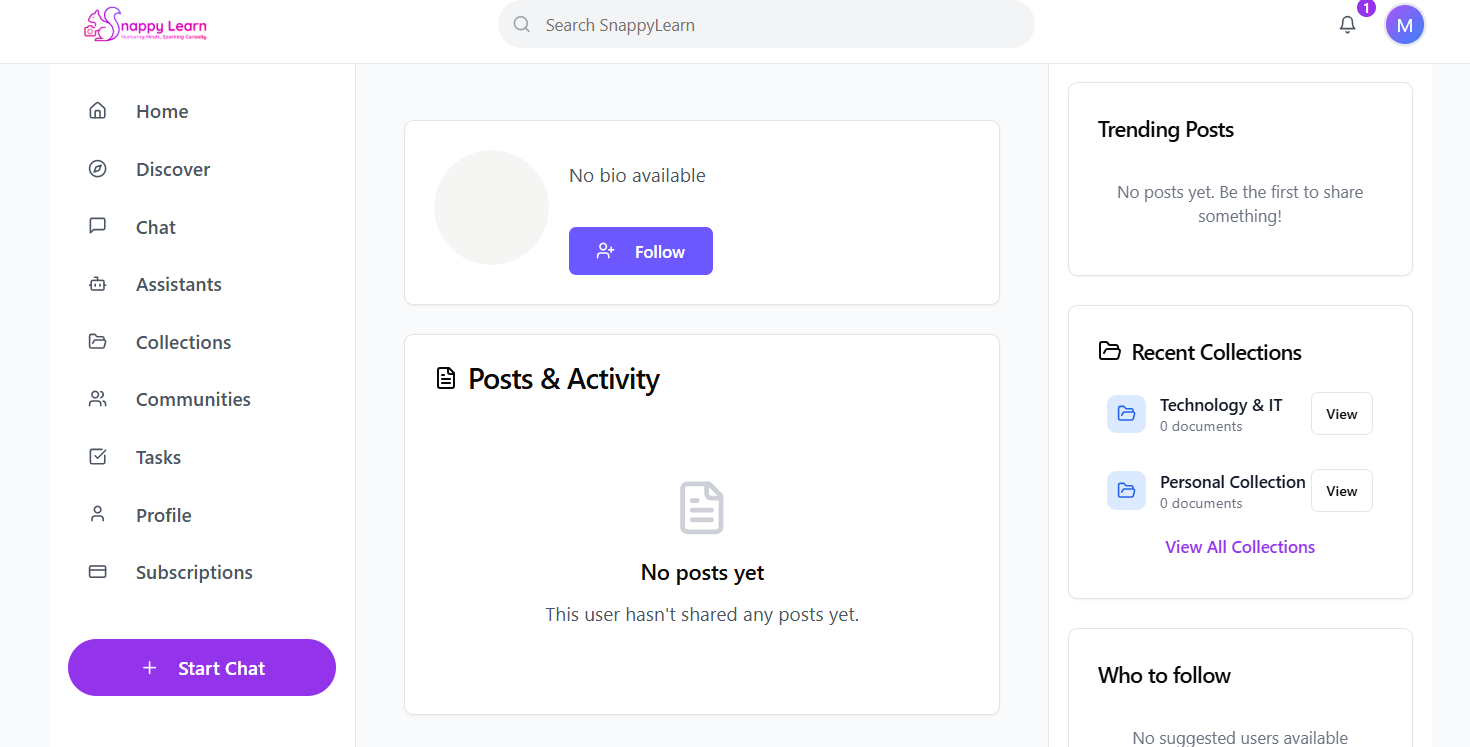 Snappy Learn
Nurturing Minds, Sparking Curiosity
Search SnappyLearn
1
M
Home
Discover
Chat
Assistants
Collections
Communities
Tasks
Profile
Subscriptions
Start Chat
No bio available
Follow
Posts & Activity
No posts yet
This user hasn't shared any posts yet.
Trending Posts
No posts yet. Be the first to share
something!
Recent Collections
Technology & IT
0 documents
View
Personal Collection
0 documents
View
View All Collections
Who to follow
No suggested users available